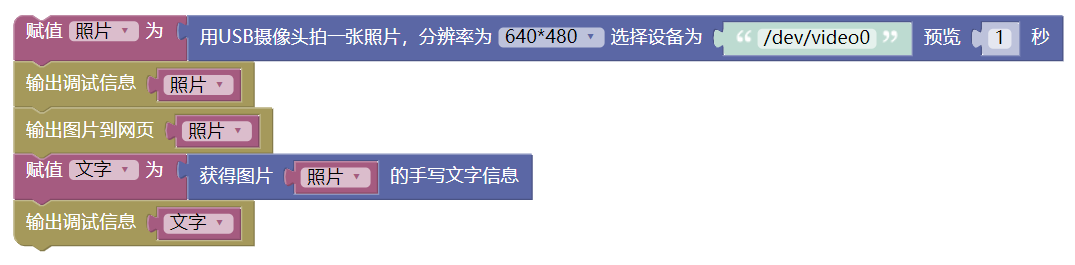 赋值 照片 为 用USB摄像头拍一张照片，分辨率为 640*480 选择设备为 “ /dev/video0 ” 预览 1 秒
输出调试信息 照片
输出图片到网页 照片
赋值 文字 为 获得图片 照片 的手写文字信息
输出调试信息 文字